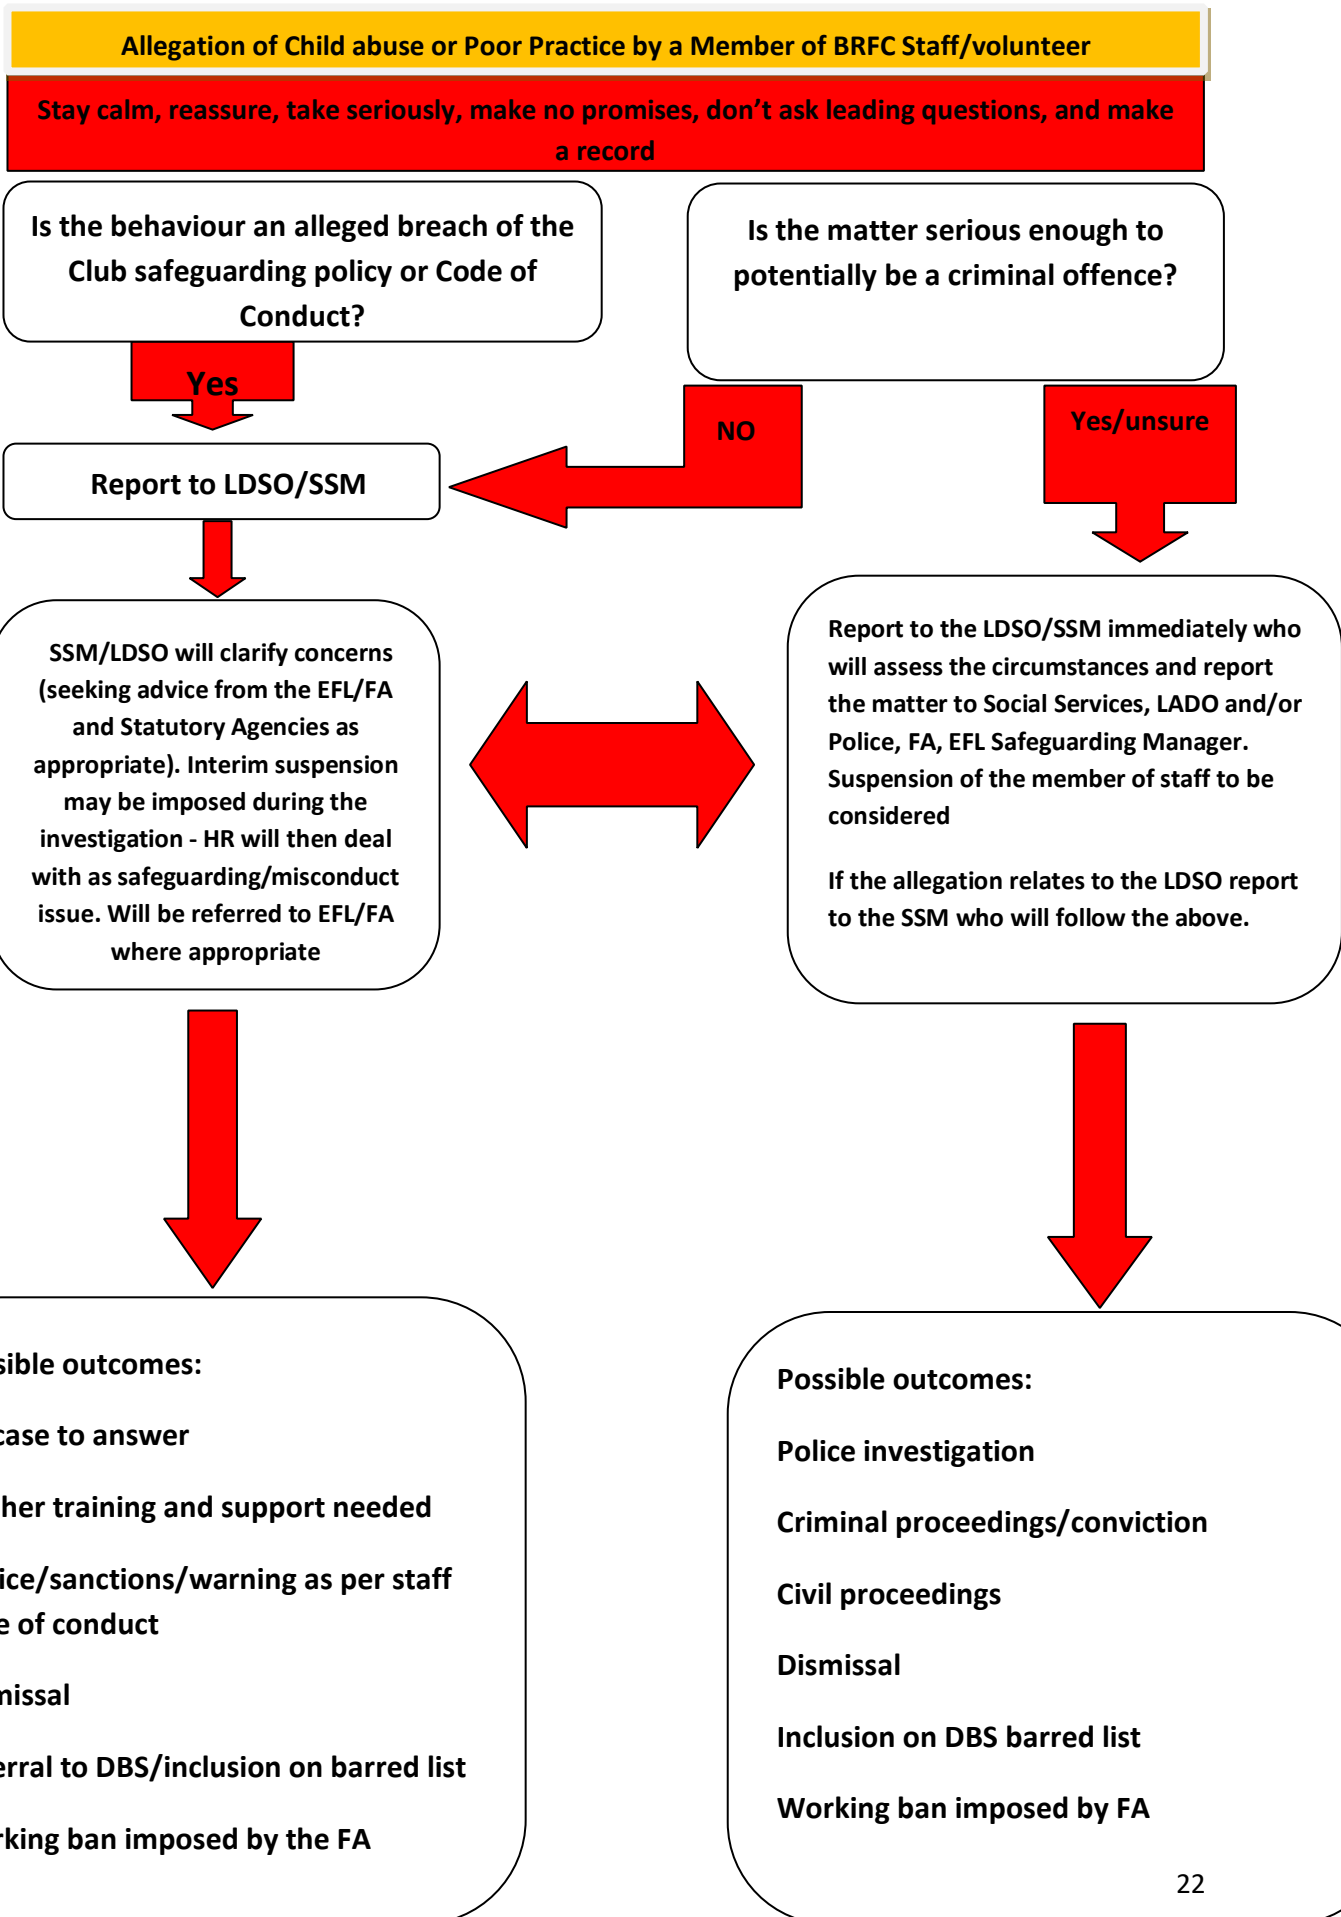 Allegation of Child abuse or Poor Practice by a Member of BRFC Staff/volunteer
Stay calm, reassure, take seriously, make no promises, don't ask leading questions, and make
a record
Is the behaviour an alleged breach of the
Club safeguarding policy or Code of
Conduct?
Is the matter serious enough to
potentially be a criminal offence?
Yes
NO
Yes/unsure
Report to LDSO/SSM
SSM/LDSO will clarify concerns
(seeking advice from the EFL/FA
and Statutory Agencies as
appropriate). Interim suspension
may be imposed during the
investigation - HR will then deal
with as safeguarding/misconduct
issue. Will be referred to EFL/FA
where appropriate
Report to the LDSO/SSM immediately who
will assess the circumstances and report
the matter to Social Services, LADO and/or
Police, FA, EFL Safeguarding Manager.
Suspension of the member of staff to be
considered
If the allegation relates to the LDSO report
to the SSM who will follow the above.
sible outcomes:
case to answer
her training and support needed
ice/sanctions/warning as per staff
e of conduct
missal
erral to DBS/inclusion on barred list
rking ban imposed by the FA
Possible outcomes:
Police investigation
Criminal proceedings/conviction
Civil proceedings
Dismissal
Inclusion on DBS barred list
Working ban imposed by FA
22